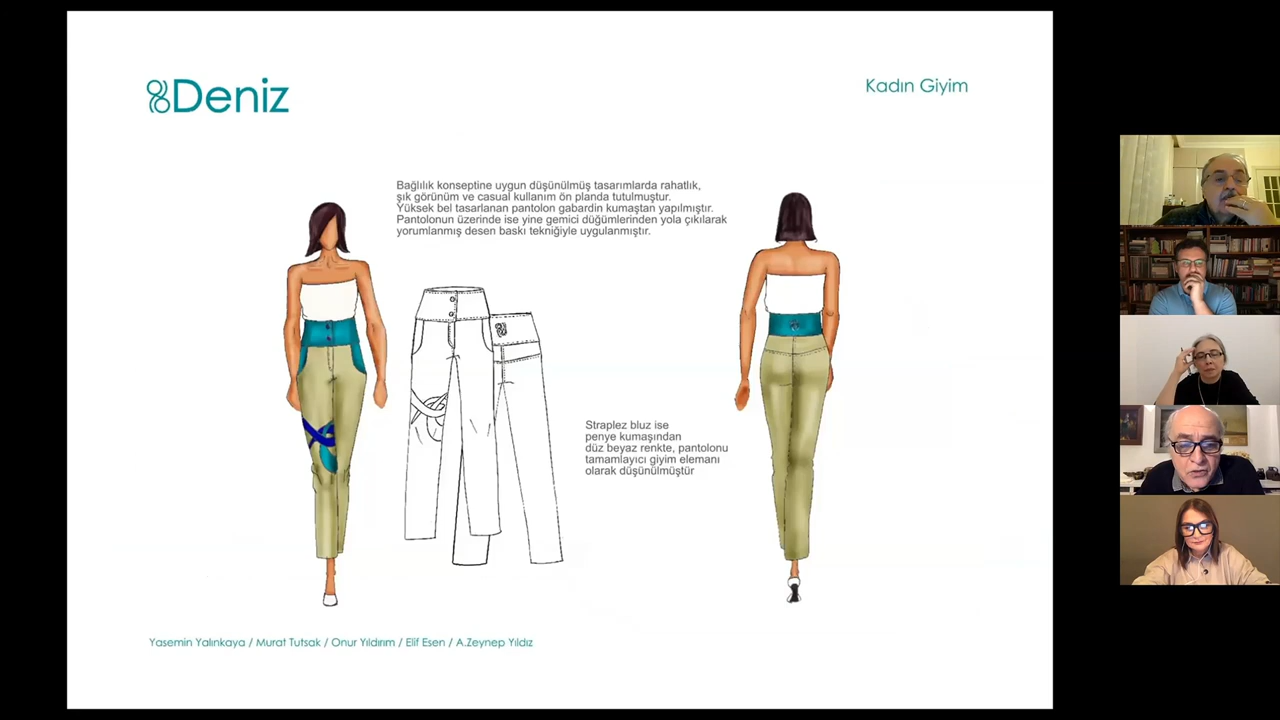 Deniz
Kadın Giyim
Bağlılık konseptine uygun düşünülmüş tasarımlarda rahatlık,
şık görünüm ve casual kullanım ön planda tutulmuştur.
Yüksek bel tasarlanan pantolon gabardin kumaştan yapılmıştır.
Pantolonun üzerinde ise yine gemici düğümlerinden yola çıkılarak
yorumlanmış desen baskı tekniğiyle uygulanmıştır.
Straplez bluz ise
penye kumaşından
düz beyaz renkte, pantolonu
tamamlayıcı giyim elemanı
olarak düşünülmüştür
Yasemin Yalınkaya / Murat Tutsak / Onur Yıldırım / Elif Esen / A.Zeynep Yıldız